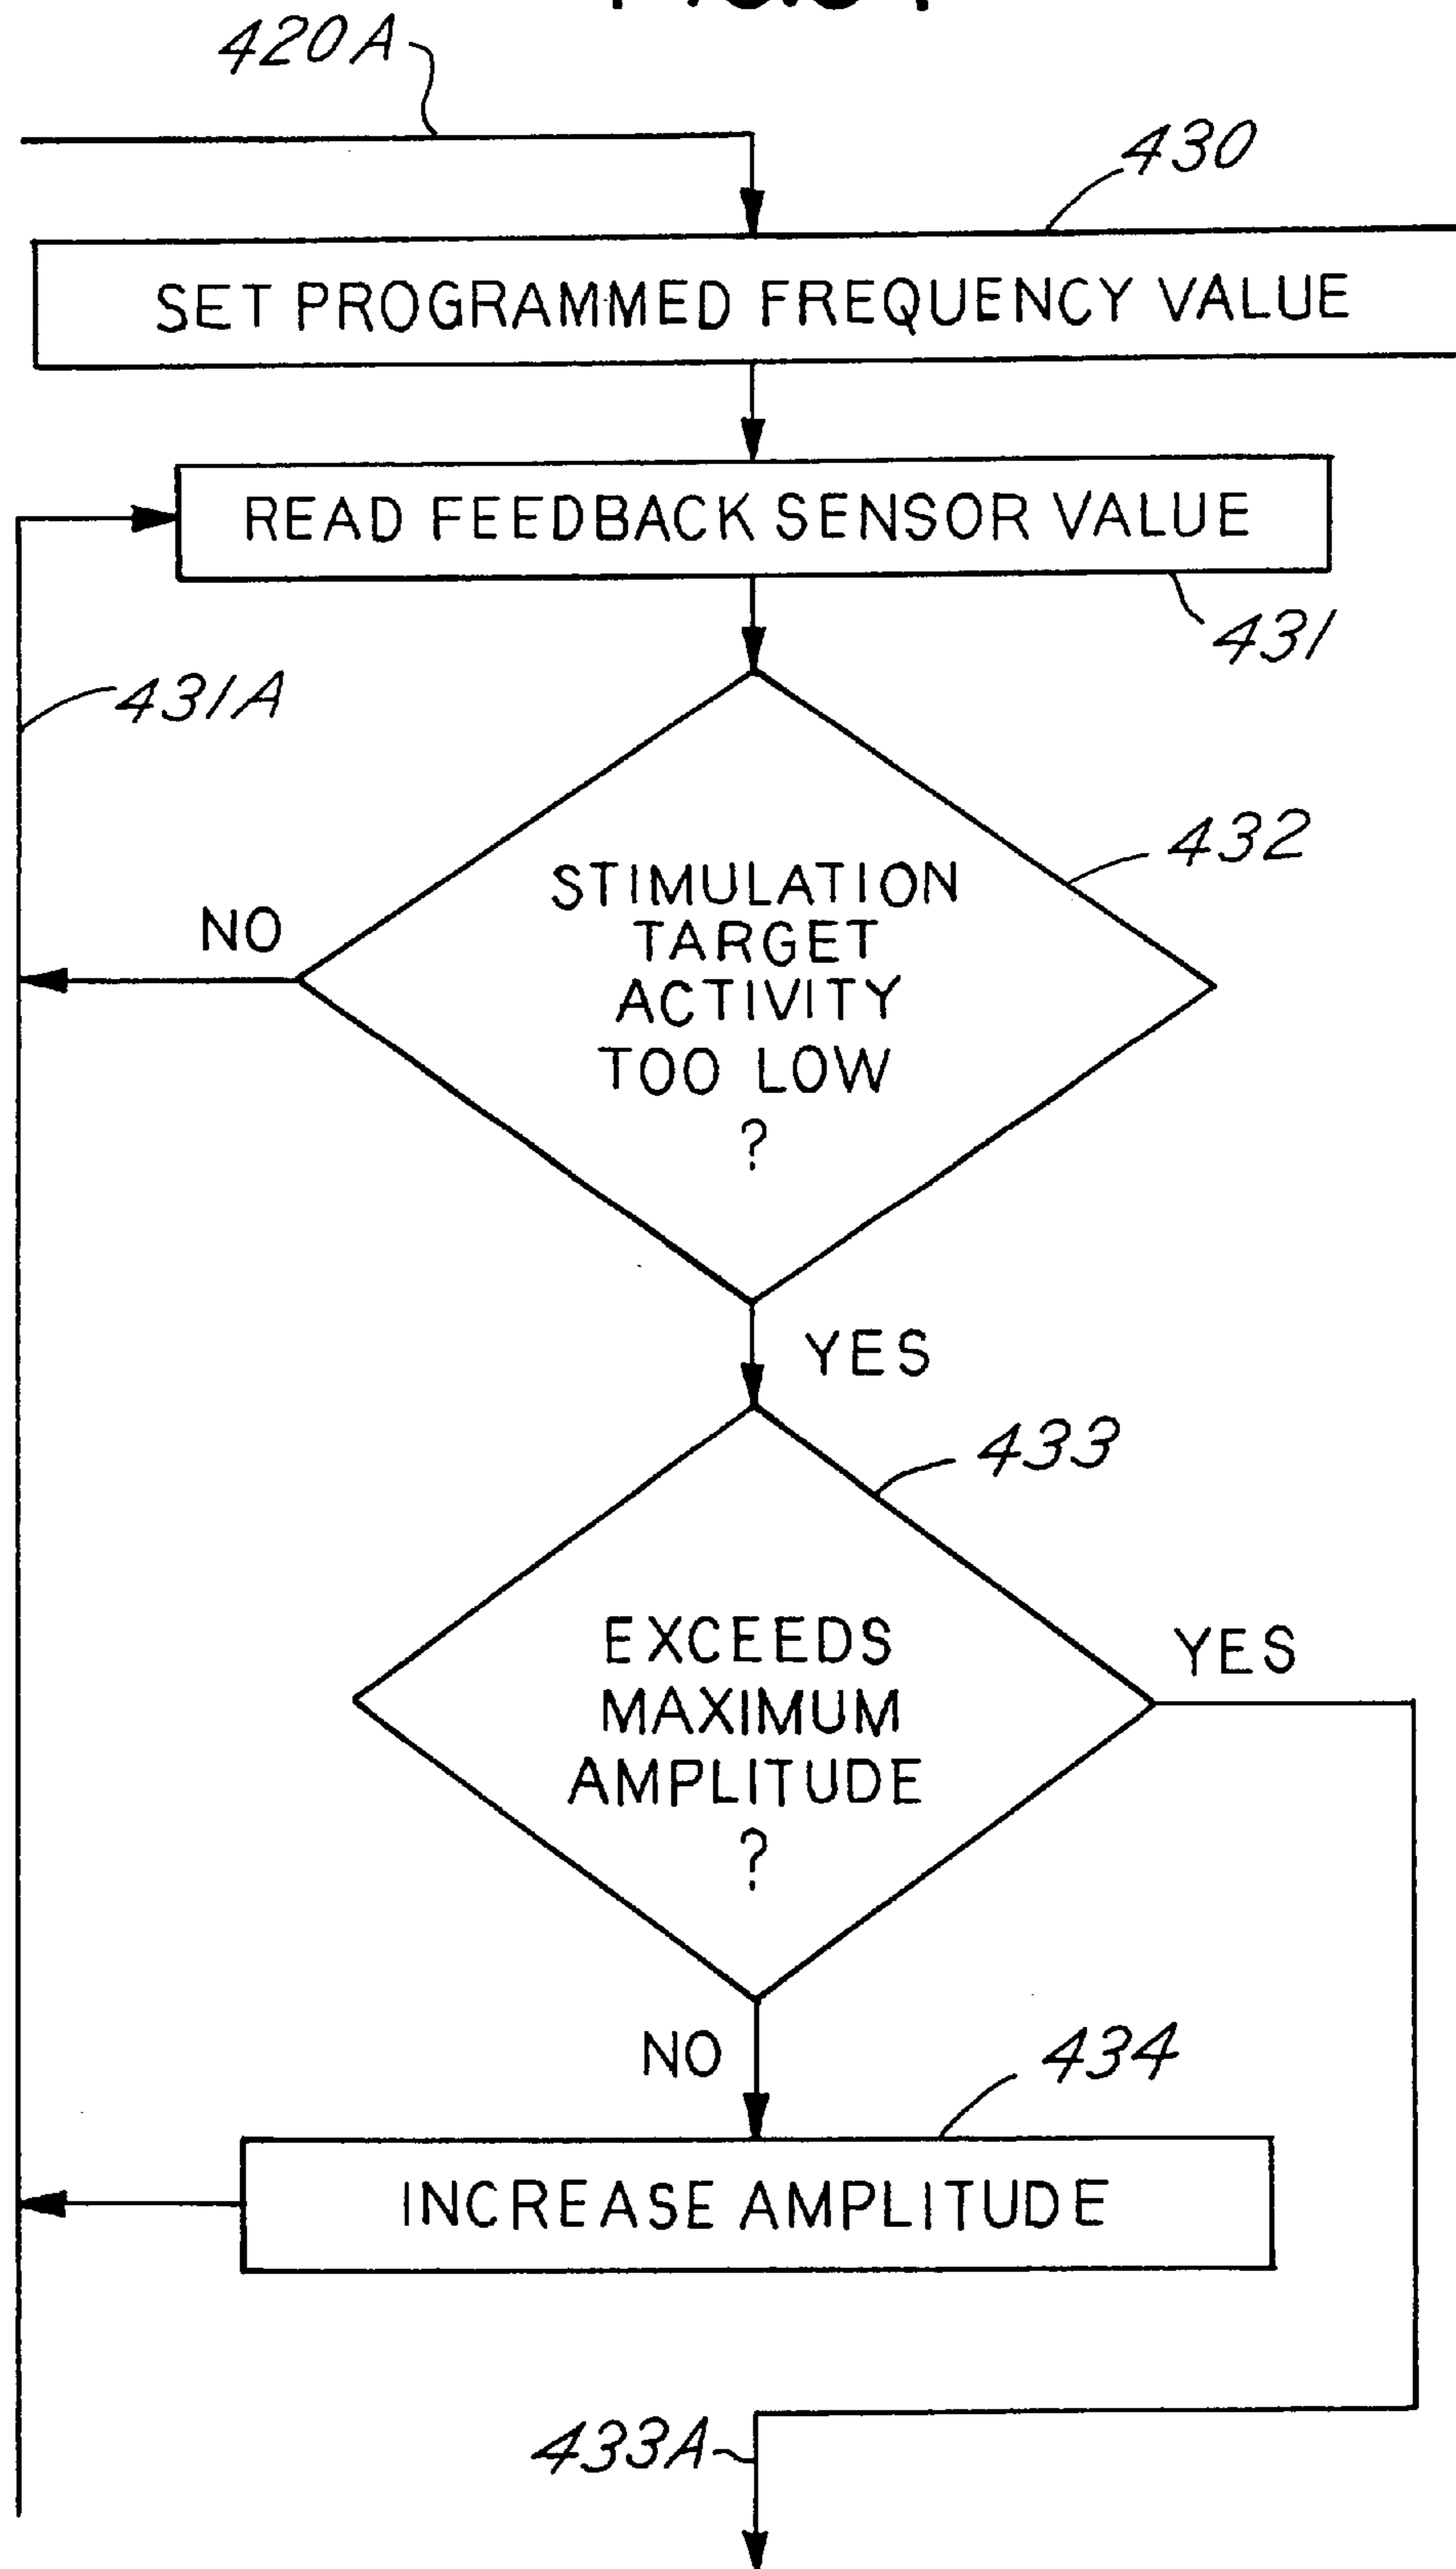 420A
430
SET PROGRAMMED FREQUENCY VALUE
READ FEEDBACK SENSOR VALUE
431
431A
432
NO
STIMULATION
TARGET
ACTIVITY
TOO LOW
?
YES
433
EXCEEDS
MAXIMUM
AMPLITUDE
?
YES
NO
434
INCREASE AMPLITUDE
433A